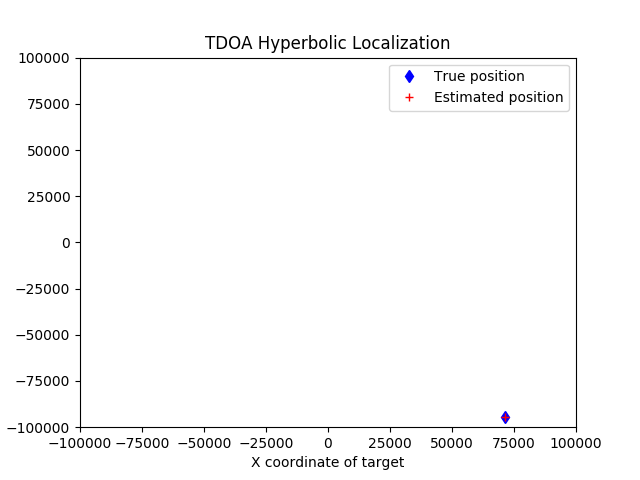 TDOA Hyperbolic Localization
True position
Estimated position
100000
75000
50000
25000
0
−25000
−50000
−75000
−100000
−100000 −75000 −50000 −25000 0 25000 50000 75000 100000
X coordinate of target